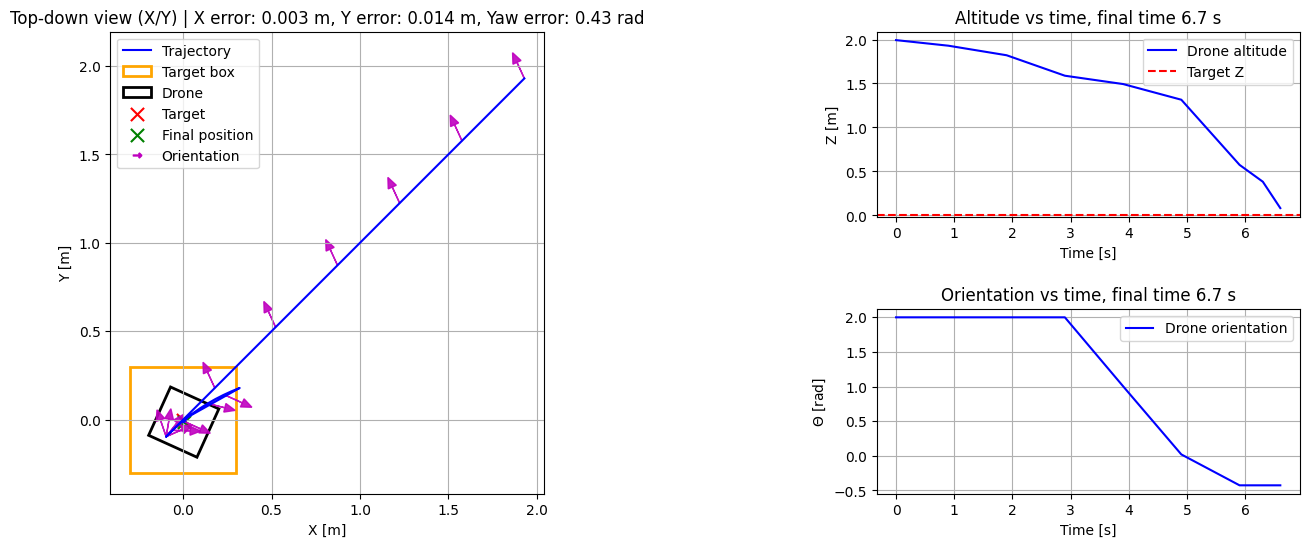 Top-down view (X/Y) | X error: 0.003 m, Y error: 0.014 m, Yaw error: 0.43 rad
Trajectory
Target box
Drone
Target
Final position
Orientation
2.0
1.5
1.0
0.5
0.0
Y [m]
0.0
0.5
1.0
1.5
2.0
X [m]
Altitude vs time, final time 6.7 s
Drone altitude
Target Z
2.0
1.5
1.0
0.5
0.0
Z [m]
0
1
2
3
4
5
6
Time [s]
Orientation vs time, final time 6.7 s
Drone orientation
2.0
1.5
1.0
0.5
0.0
−0.5
Θ [rad]
0
1
2
3
4
5
6
Time [s]